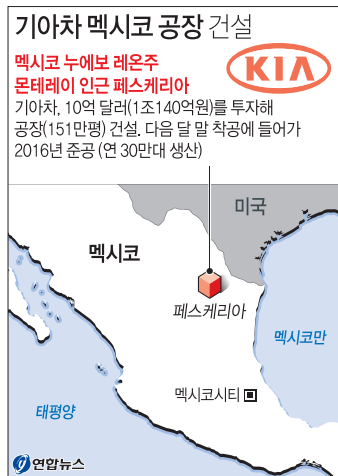 기아차 멕시코 공장 건설
멕시코 누에보 레온주
몬테레이 인근 페스케리아
KIA
기아차, 10억 달러(1조140억원)를 투자해
공장(151만평) 건설. 다음 달 말 착공에 들어가
2016년 준공 (연 30만대 생산)
미국
멕시코
페스케리아
멕시코만
멕시코시티
태평양
연합뉴스